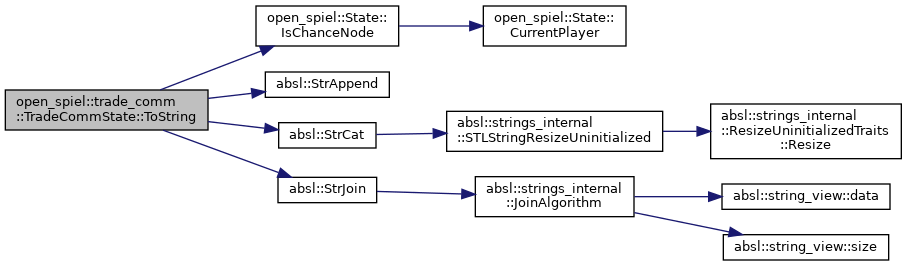 open_spiel::trade_comm
::TradeCommState::ToString
open_spiel::State::
IsChanceNode
open_spiel::State::
CurrentPlayer
absl::StrAppend
absl::StrCat
absl::strings_internal
::STLStringResizeUninitialized
absl::strings_internal
::ResizeUninitializedTraits
::Resize
absl::StrJoin
absl::strings_internal
::JoinAlgorithm
absl::string_view::data
absl::string_view::size